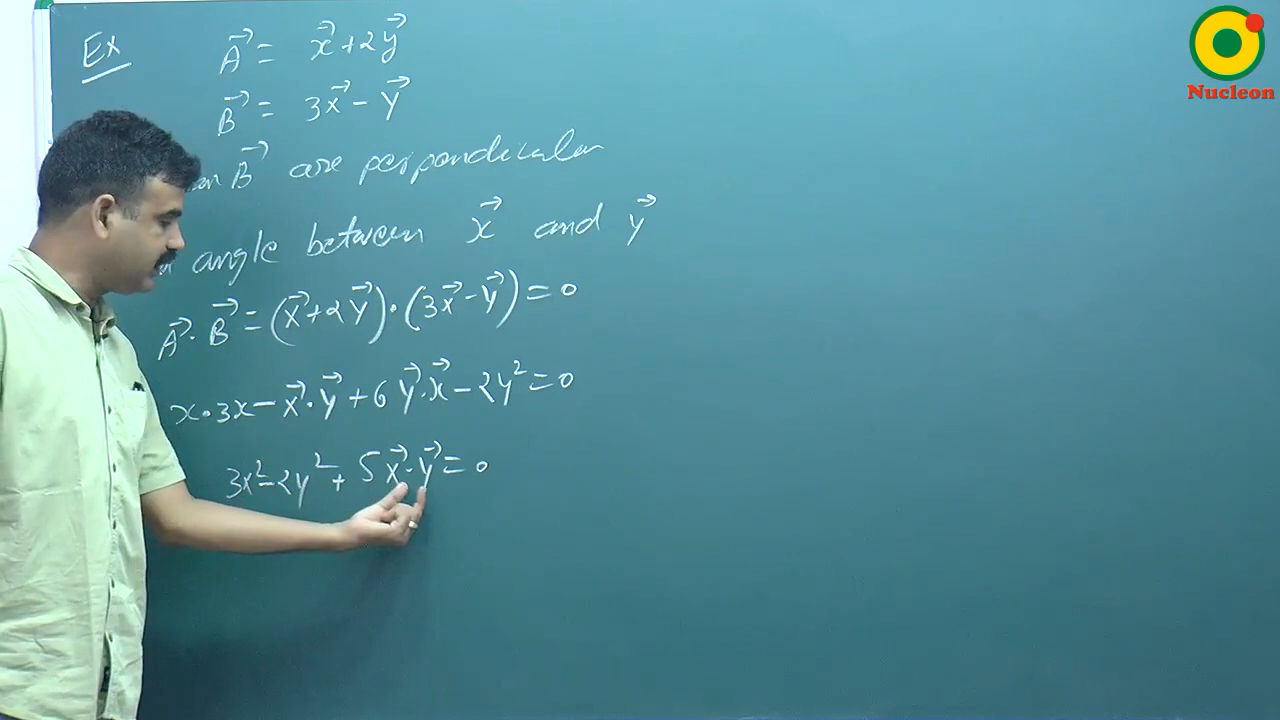 Ex
A⃗ = x⃗ + 2y⃗
B⃗ = 3x⃗ - y⃗
B⃗ are perpendicular
angle between x⃗ and y⃗
A⃗ · B⃗ = (x⃗ + 2y⃗) · (3x⃗ - y⃗) = 0
x · 3x - x⃗ · y⃗ + 6 y⃗ · x⃗ - 2y² = 0
3x² - 2y² + 5x⃗ · y⃗ = 0
Nucleon